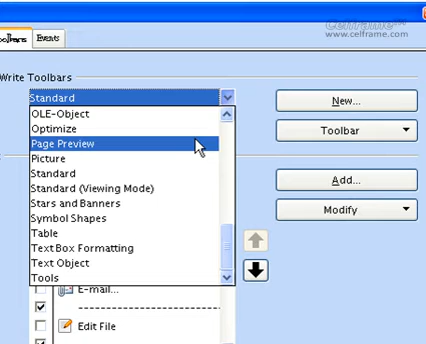 Celframe
www.celframe.com
Toolbars Events
Write Toolbars
Standard
New...
OLE-Object
Optimize
Toolbar
Page Preview
Picture
Standard
Add...
Standard (Viewing Mode)
Stars and Banners
Modify
Symbol Shapes
Table
Text Box Formatting
Text Object
Tools
E-mail...
Edit File